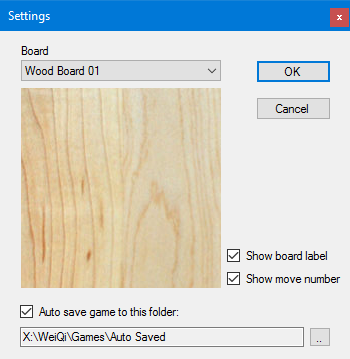 Settings
x
Board
Wood Board 01
OK
Cancel
Show board label
Show move number
Auto save game to this folder:
X:\WeiQi\Games\Auto Saved
..